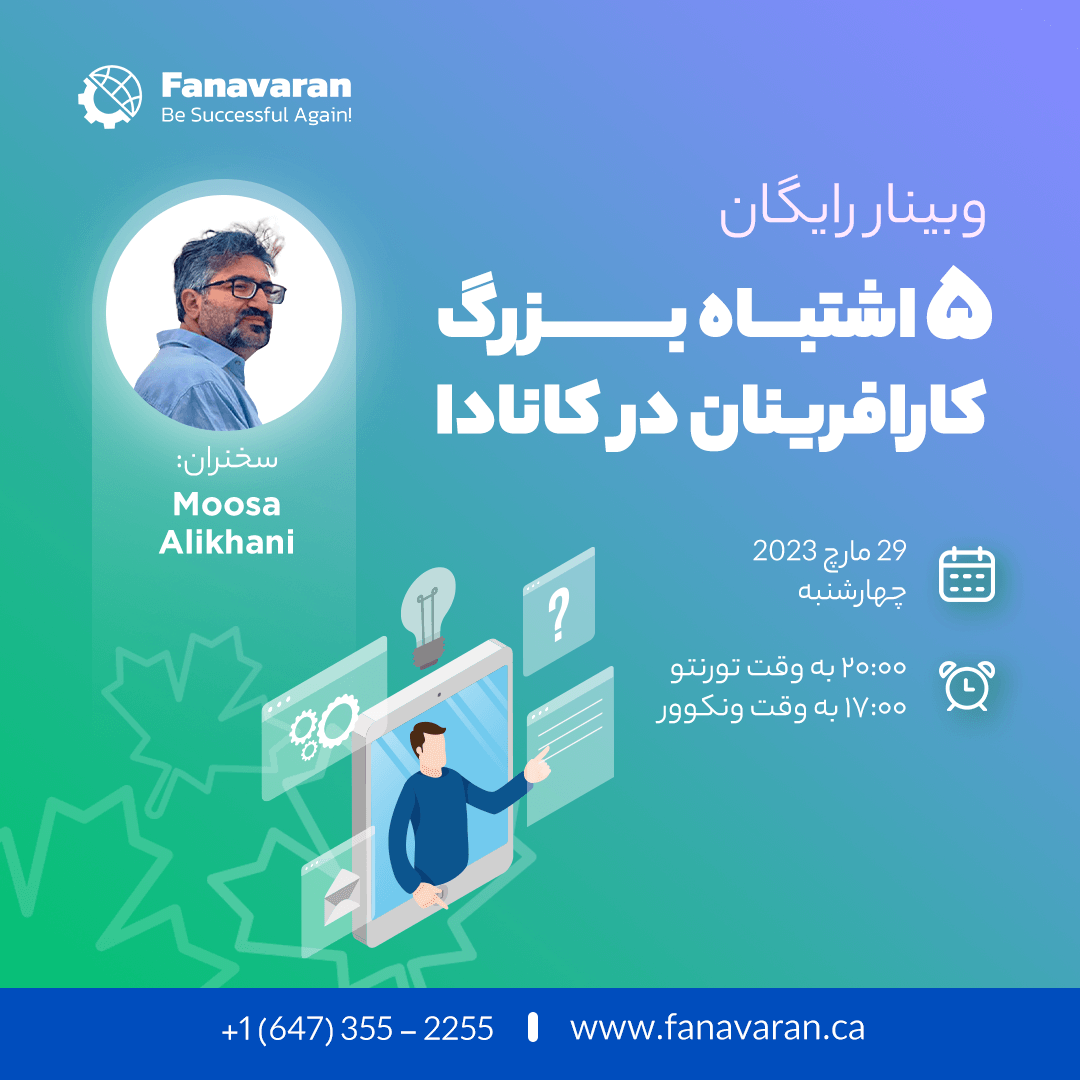 Fanavaran
Be Successful Again!
وبینار رایگان
۵ اشتباه بزرگ
کارافرینان در کانادا
سخنران:
Moosa
Alikhani
29 مارچ 2023
چهارشنبه
۲۰:۰۰ به وقت تورنتو
۱۷:۰۰ به وقت ونکوور
?
+1 (647) 355 – 2255
www.fanavaran.ca